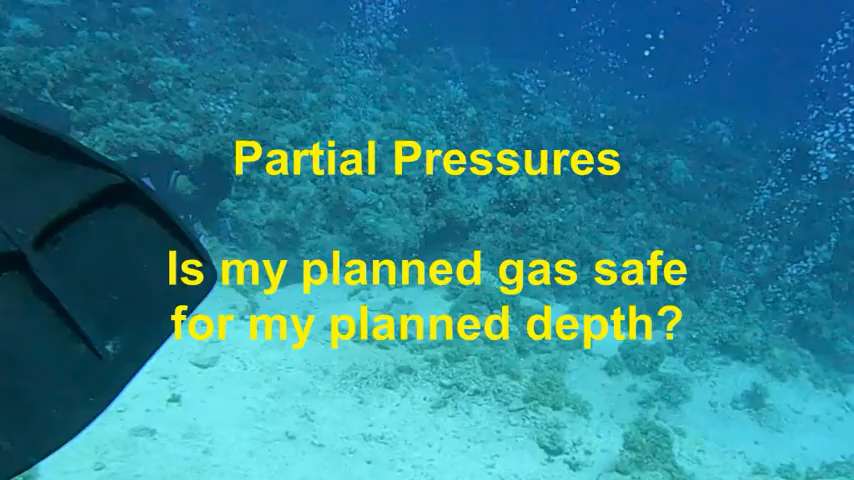 Partial Pressures
Is my planned gas safe
for my planned depth?